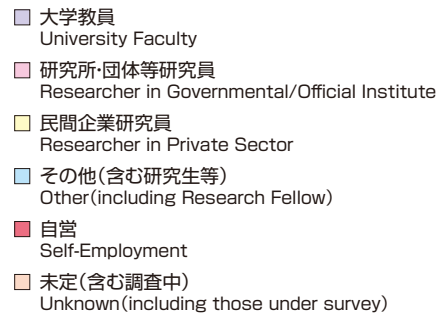 大学教員
University Faculty
研究所・団体等研究員
Researcher in Governmental/Official Institute
民間企業研究員
Researcher in Private Sector
その他(含む研究生等)
Other(including Research Fellow)
自営
Self-Employment
未定(含む調査中)
Unknown(including those under survey)